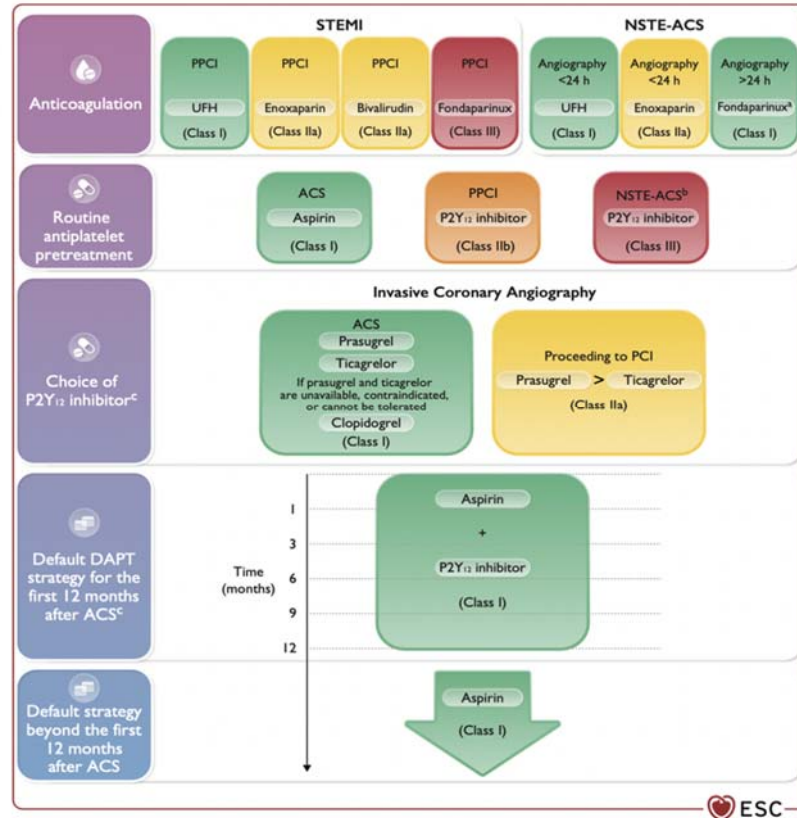 STEMI
NSTE-ACS
Anticoagulation
PPCI
UFH
(Class I)
PPCI
Enoxaparin
(Class IIa)
PPCI
Bivalirudin
(Class IIa)
PPCI
Fondaparinux
(Class III)
Angiography
<24 h
UFH
(Class I)
Angiography
<24 h
Enoxaparin
(Class IIa)
Angiography
>24 h
Fondaparinuxᵃ
(Class I)
Routine
antiplatelet
pretreatment
ACS
Aspirin
(Class I)
PPCI
P2Y₁₂ inhibitor
(Class IIb)
NSTE-ACSᵇ
P2Y₁₂ inhibitor
(Class III)
Invasive Coronary Angiography
Choice of
P2Y₁₂ inhibitorᶜ
ACS
Prasugrel
Ticagrelor
If prasugrel and ticagrelor
are unavailable, contraindicated,
or cannot be tolerated
Clopidogrel
(Class I)
Proceeding to PCI
Prasugrel > Ticagrelor
(Class IIa)
Default DAPT
strategy for the
first 12 months
after ACSᶜ
Time
(months)
1
3
6
9
12
Aspirin
+
P2Y₁₂ inhibitor
(Class I)
Default strategy
beyond the first
12 months
after ACS
Aspirin
(Class I)
ESC